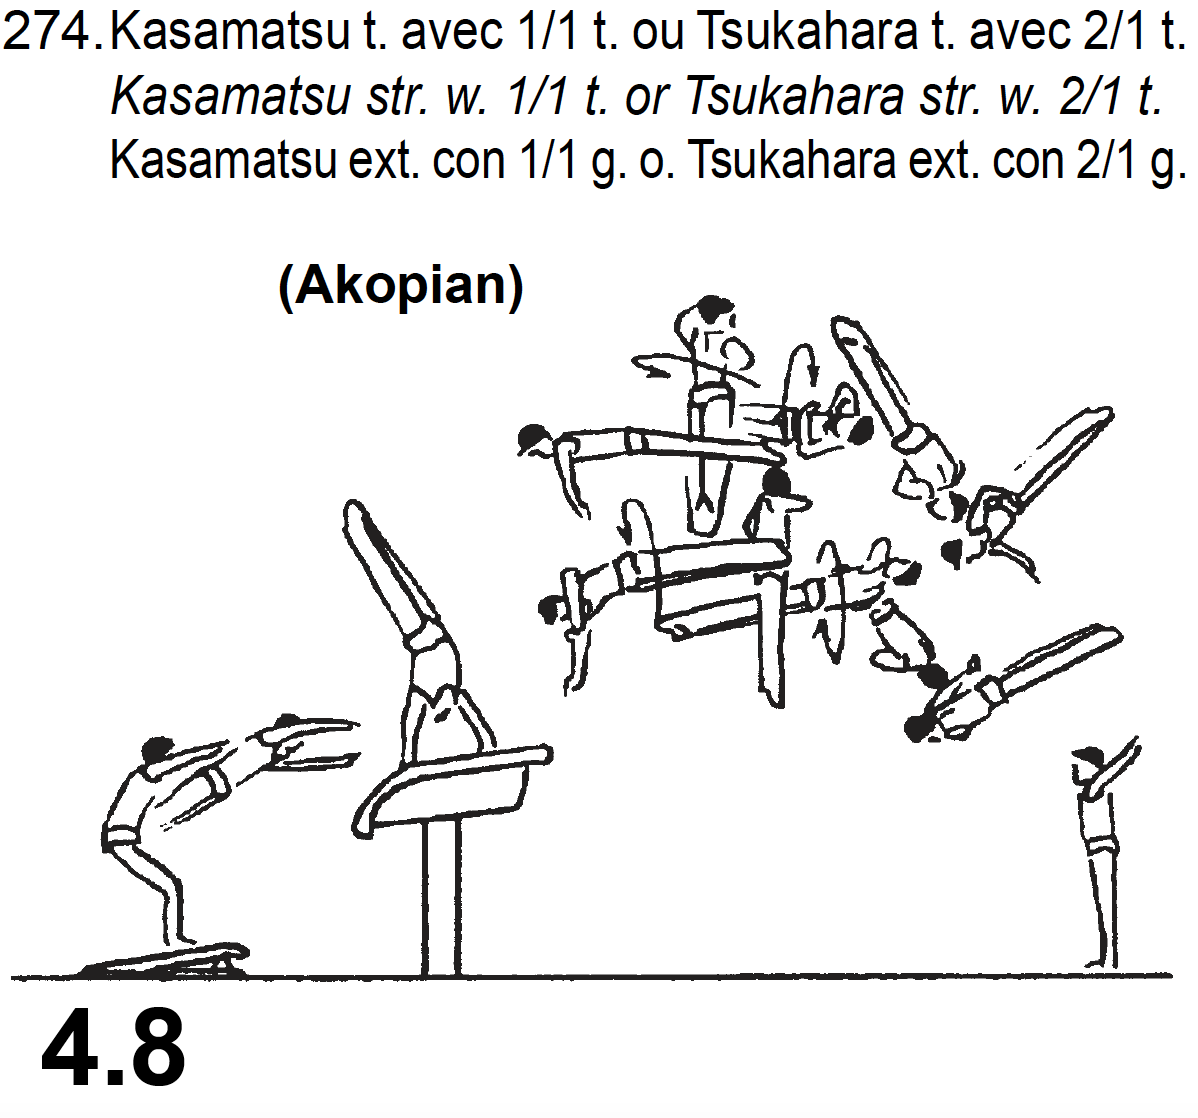 274. Kasamatsu t. avec 1/1 t. ou Tsukahara t. avec 2/1 t.
Kasamatsu str. w. 1/1 t. or Tsukahara str. w. 2/1 t.
Kasamatsu ext. con 1/1 g. o. Tsukahara ext. con 2/1 g.
(Akopian)
4.8